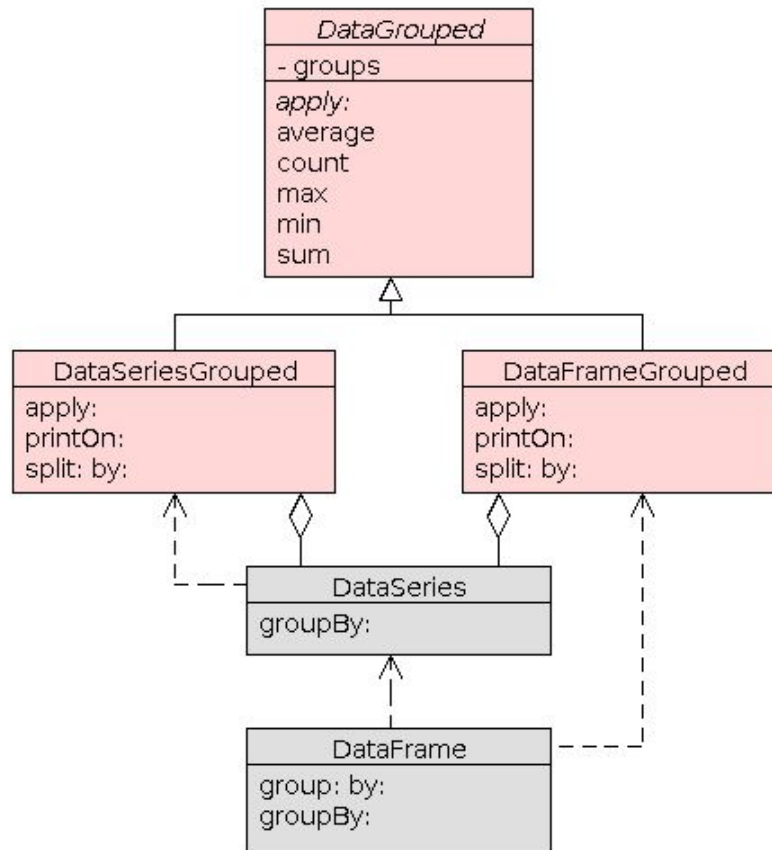 DataGrouped
- groups
apply:
average
count
max
min
sum
DataSeriesGrouped
apply:
printOn:
split: by:
DataFrameGrouped
apply:
printOn:
split: by:
DataSeries
groupBy:
DataFrame
group: by:
groupBy: